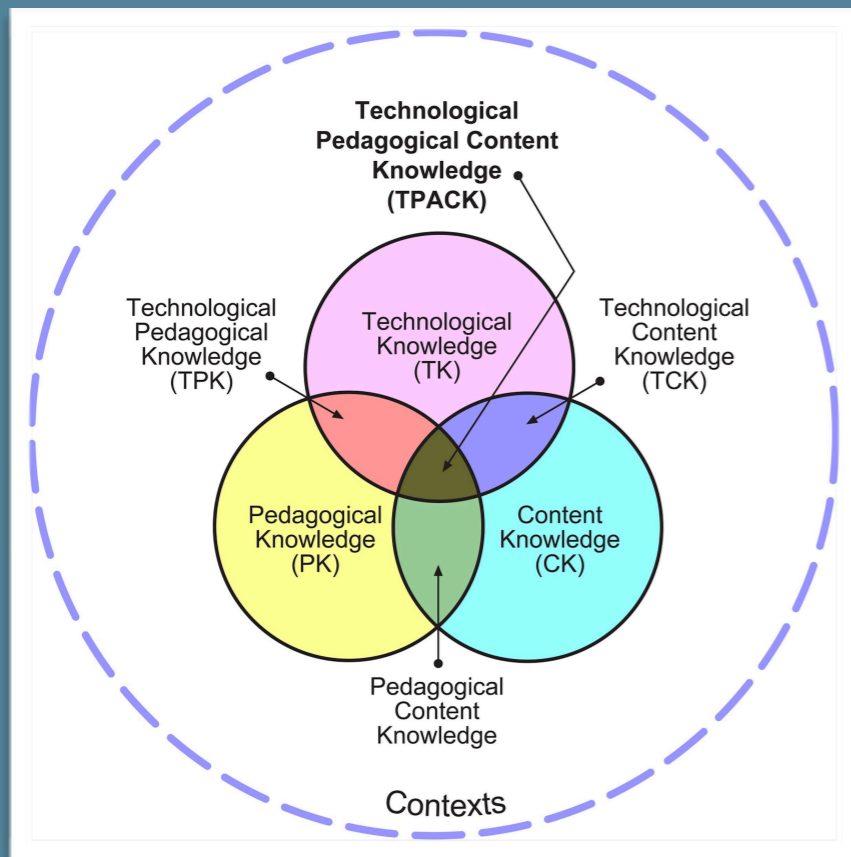 Technological
Pedagogical Content
Knowledge
(TPACK)
Technological
Pedagogical
Knowledge
(TPK)
Technological
Knowledge
(TK)
Technological
Content
Knowledge
(TCK)
Pedagogical
Knowledge
(PK)
Content
Knowledge
(CK)
Pedagogical
Content
Knowledge
Contexts